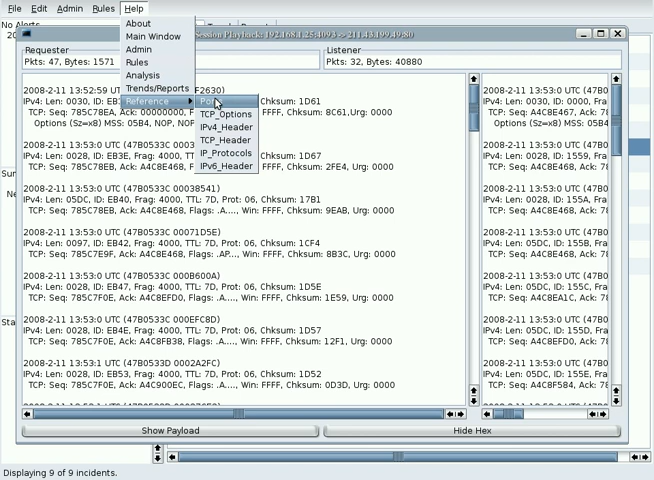 File Edit Admin Rules Help
No Alerts
About
Main Window
Admin
Rules
Analysis
Trends/Reports
Reference
TCP_Options
IPv4_Header
TCP_Header
IP_Protocols
IPv6_Header
Session Playback: 192.168.1.25:4093 -> 211.43.199.49:80
Requester
Pkts: 47, Bytes: 1571
Listener
Pkts: 32, Bytes: 40880
2008-2-11 13:52:59 UTC F2630)
IPv4: Len: 0030, ID: EB Chksum: 1D61
TCP: Seq: 785C78EA, Ack: 00000000, Chksum: 8C61,Urg: 0000
Options (Sz=x8) MSS: 05B4, NOP, NOP
2008-2-11 13:53:0 UTC (47B0
IPv4: Len: 0028, ID: EB3E, Frag: 4000, Chksum: 1D67
TCP: Seq: 785C78EB, Ack: A4C8E468, Chksum: 2FE4, Urg: 0000
2008-2-11 13:53:0 UTC (47B0533C 00038541)
IPv4: Len: 05DC, ID: EB40, Frag: 4000, TTL: 7D, Prot: 06, Chksum: 17B1
TCP: Seq: 785C78EB, Ack: A4C8E468, Flags: .A...., Win: FFFF, Chksum: 9EAB, Urg: 0000
2008-2-11 13:53:0 UTC (47B0533C 00071D5E)
IPv4: Len: 0097, ID: EB42, Frag: 4000, TTL: 7D, Prot: 06, Chksum: 1CF4
TCP: Seq: 785C7E9F, Ack: A4C8E468, Flags: .AP..., Win: FFFF, Chksum: 8B3C, Urg: 0000
2008-2-11 13:53:0 UTC (47B0533C 000B600A)
IPv4: Len: 0028, ID: EB47, Frag: 4000, TTL: 7D, Prot: 06, Chksum: 1D5E
TCP: Seq: 785C7F0E, Ack: A4C8EFD0, Flags: .A...., Win: FFFF, Chksum: 1E59, Urg: 0000
2008-2-11 13:53:0 UTC (47B0533C 000EFC8D)
IPv4: Len: 0028, ID: EB4E, Frag: 4000, TTL: 7D, Prot: 06, Chksum: 1D57
TCP: Seq: 785C7F0E, Ack: A4C8FB38, Flags: .A...., Win: FFFF, Chksum: 12F1, Urg: 0000
2008-2-11 13:53:1 UTC (47B0533D 0002A2FC)
IPv4: Len: 0028, ID: EB53, Frag: 4000, TTL: 7D, Prot: 06, Chksum: 1D52
TCP: Seq: 785C7F0E, Ack: A4C900EC, Flags: .A...., Win: FFFF, Chksum: 0D3D, Urg: 0000
2008-2-11 13:53:0 UTC (47B0
IPv4: Len: 0030, ID: 0000, Fra
TCP: Seq: A4C8E467, Ack: 78
Options (Sz=x8) MSS: 05B4
2008-2-11 13:53:0 UTC (47B0
IPv4: Len: 0028, ID: 1559, Fra
TCP: Seq: A4C8E468, Ack: 78
2008-2-11 13:53:0 UTC (47B0
IPv4: Len: 0028, ID: 155A, Fra
TCP: Seq: A4C8E468, Ack: 78
2008-2-11 13:53:0 UTC (47B0
IPv4: Len: 05DC, ID: 155B, Fra
TCP: Seq: A4C8E468, Ack: 78
2008-2-11 13:53:0 UTC (47B0
IPv4: Len: 05DC, ID: 155C, Fra
TCP: Seq: A4C8EA1C, Ack: 78
2008-2-11 13:53:0 UTC (47B0
IPv4: Len: 05DC, ID: 155D, Fra
TCP: Seq: A4C8EFD0, Ack: 78
2008-2-11 13:53:0 UTC (47B0
IPv4: Len: 05DC, ID: 155E, Fra
TCP: Seq: A4C8F584, Ack: 78
Show Payload
Hide Hex
Displaying 9 of 9 incidents.